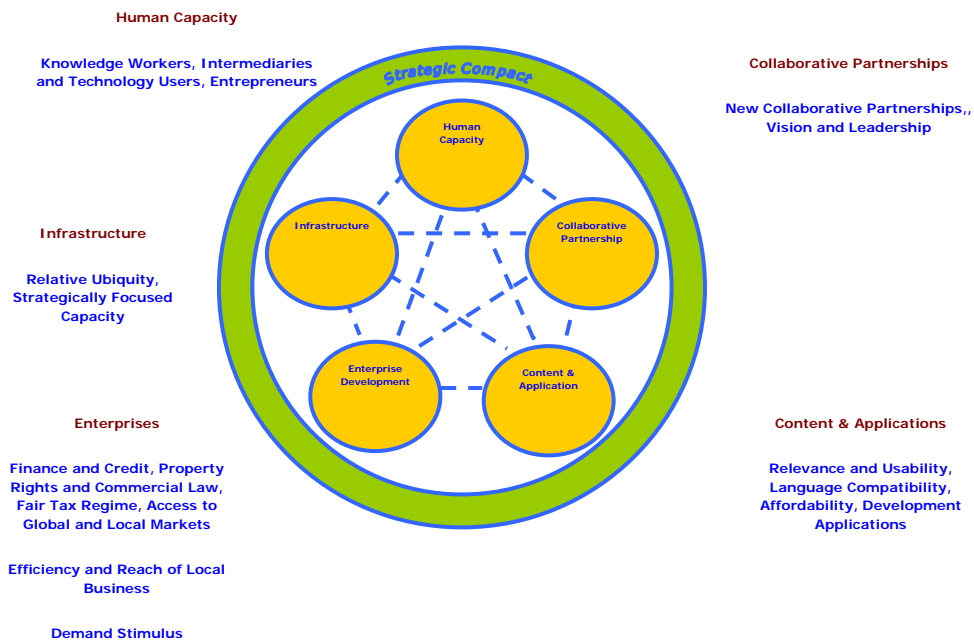 Human Capacity
Knowledge Workers, Intermediaries
and Technology Users, Entrepreneurs
Collaborative Partnerships
New Collaborative Partnerships,,
Vision and Leadership
Strategic Compact
Human
Capacity
Infrastructure
Collaborative
Partnership
Enterprise
Development
Content &
Application
Infrastructure
Relative Ubiquity,
Strategically Focused
Capacity
Enterprises
Finance and Credit, Property
Rights and Commercial Law,
Fair Tax Regime, Access to
Global and Local Markets
Efficiency and Reach of Local
Business
Demand Stimulus
Content & Applications
Relevance and Usability,
Language Compatibility,
Affordability, Development
Applications